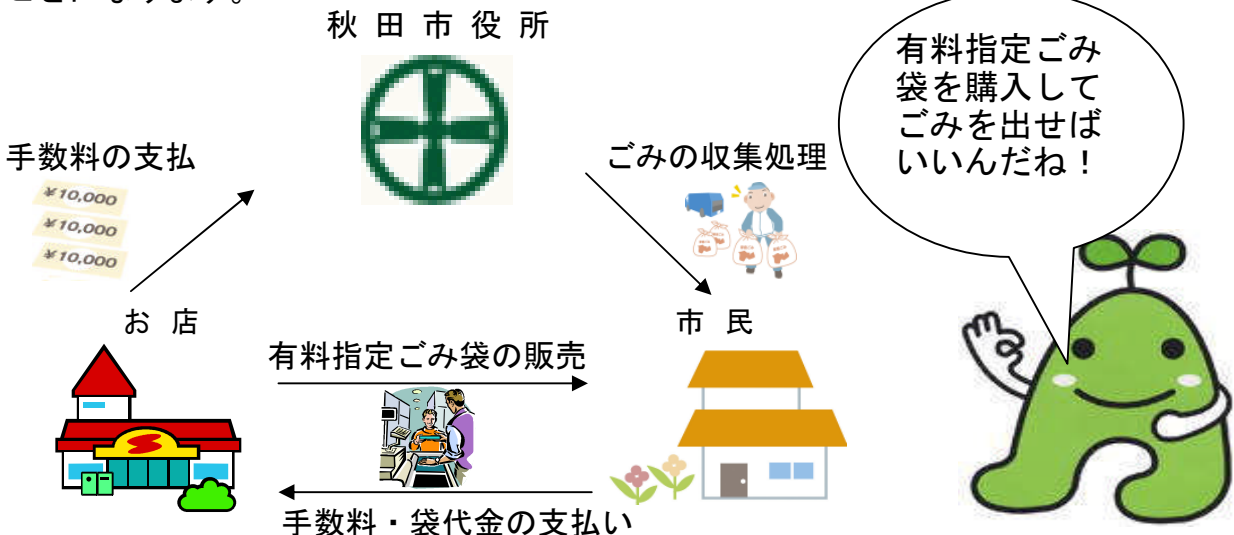 秋田市役所
有料指定ごみ
袋を購入して
ごみを出せば
いいんだね！
手数料の支払
ごみの収集処理
¥10,000
¥10,000
¥10,000
お店
市民
有料指定ごみ袋の販売
手数料・袋代金の支払い